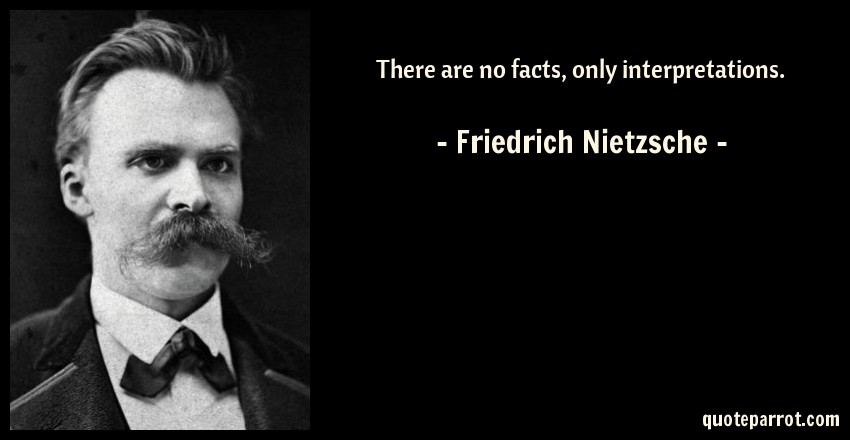 There are no facts, only interpretations.
- Friedrich Nietzsche -
quoteparrot.com